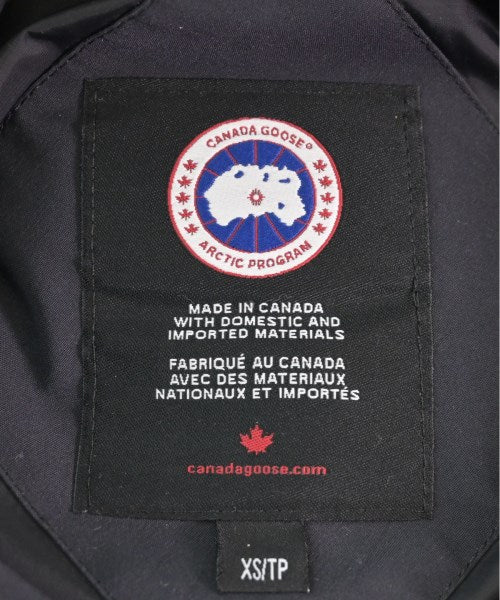 CANADA GOOSE®
ARCTIC PROGRAM
MADE IN CANADA
WITH DOMESTIC AND
IMPORTED MATERIALS
FABRIQUÉ AU CANADA
AVEC DES MATERIAUX
NATIONAUX ET IMPORTÉS
canadagoose.com
XS/TP